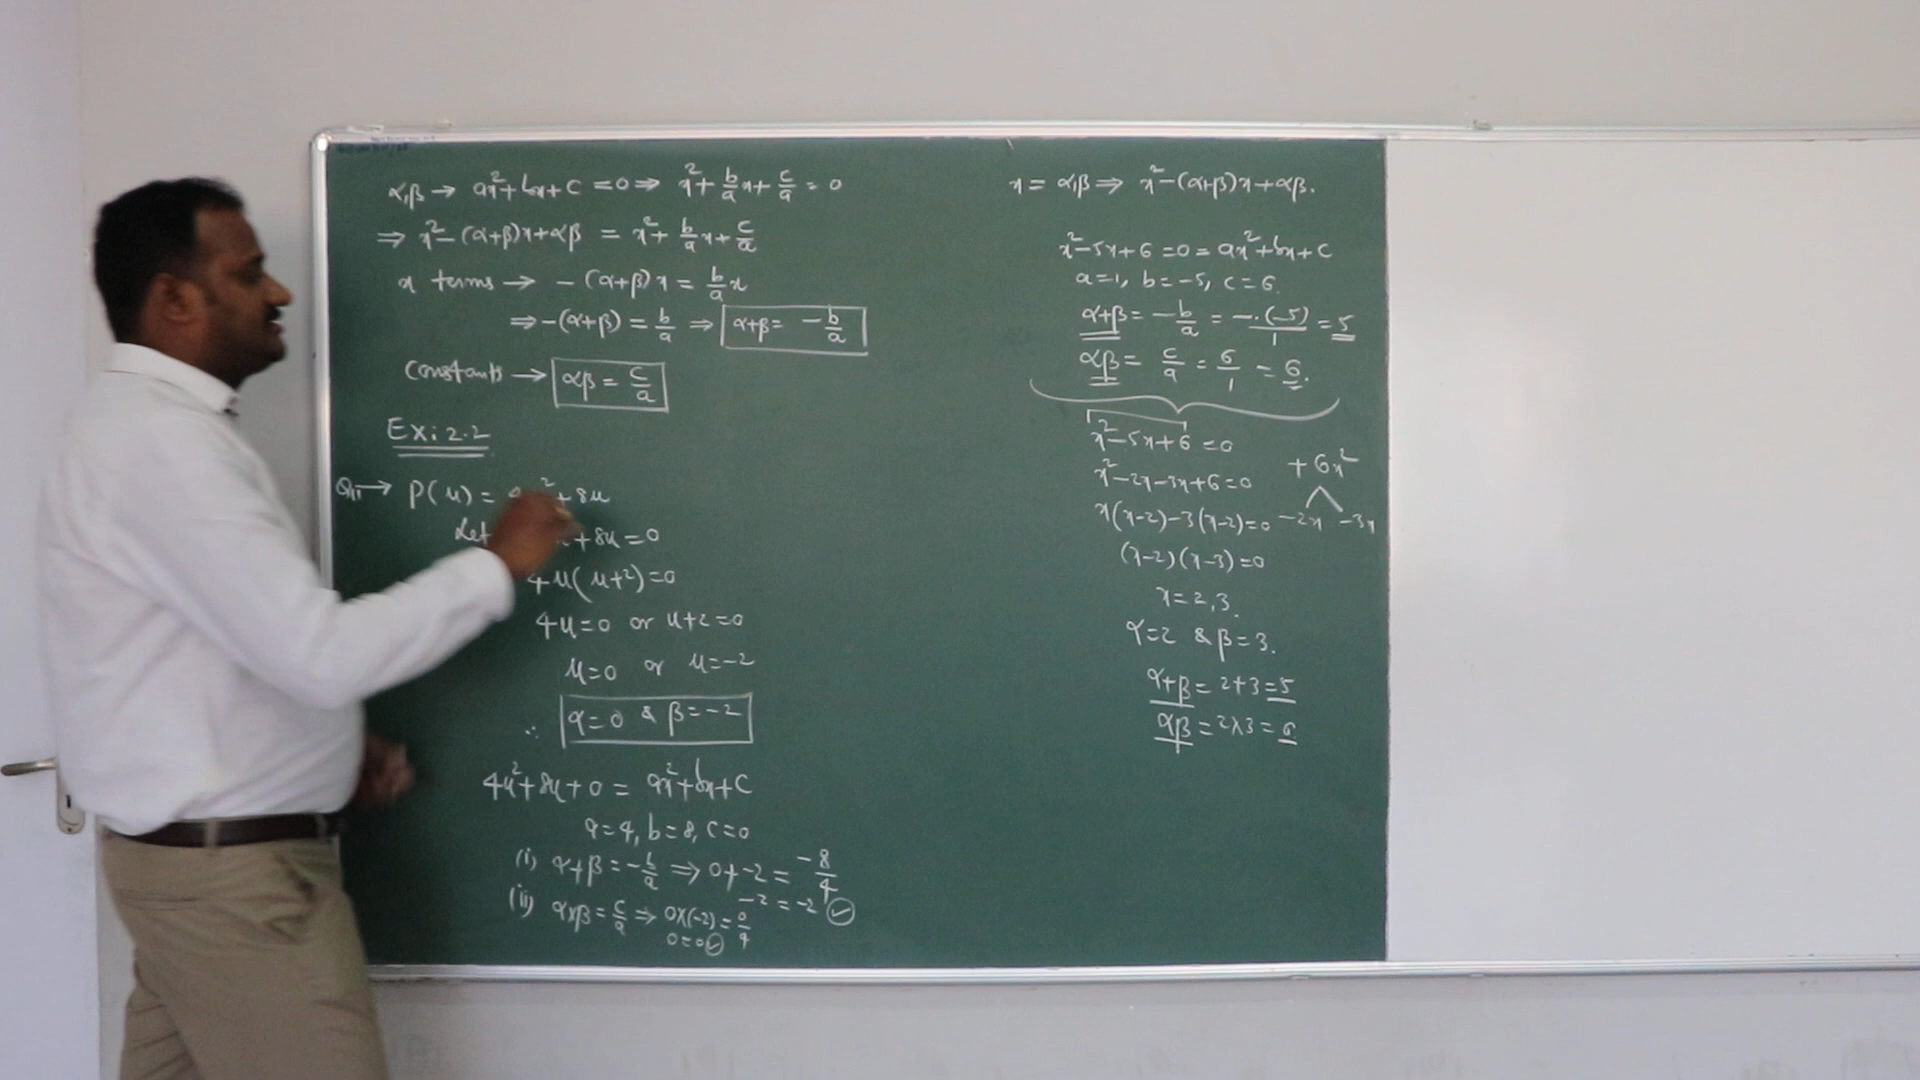 α,β → ax²+bx+c = 0 ⇒ x² + b/a x + c/a = 0
⇒ x² - (α+β)x + αβ = x² + b/a x + c/a
x terms → - (α+β)x = b/a x
⇒ -(α+β) = b/a ⇒ α+β = -b/a
Constants → αβ = c/a
Ex: 2.2
→ P(u) = ² + 8u
Let + 8u = 0
4u(u+2) = 0
4u=0 or u+2=0
u=0 or u=-2
∴ α=0 & β=-2
4u²+8u+0 = ax²+bx+c
a=4, b=8, c=0
(i) α+β = -b/a ⇒ 0+-2 = -8/4
-2 = -2 ✓
(ii) α×β = c/a ⇒ 0×(-2) = 0/4
0=0 ✓
x = α,β ⇒ x² - (α+β)x + αβ.
x²-5x+6 = 0 = ax²+bx+c
a=1, b=-5, c=6.
α+β = -b/a = -(-5)/1 = 5
αβ = c/a = 6/1 = 6.
x²-5x+6 = 0
+6x²
x²-2x-3x+6=0
x(x-2)-3(x-2)=0
-2x -3x
(x-2)(x-3)=0
x=2,3.
α=2 & β=3.
α+β = 2+3 = 5
αβ = 2×3 = 6